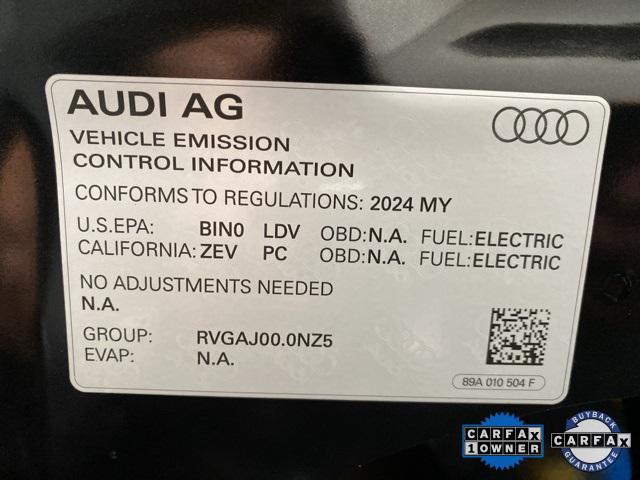 AUDI AG
VEHICLE EMISSION
CONTROL INFORMATION
CONFORMS TO REGULATIONS: 2024 MY
U.S.EPA: BIN0 LDV OBD:N.A. FUEL:ELECTRIC
CALIFORNIA: ZEV PC OBD:N.A. FUEL:ELECTRIC
NO ADJUSTMENTS NEEDED
N.A.
GROUP: RVGAJ00.0NZ5
EVAP: N.A.
89A 010 504 F
CARFAX
1 OWNER
BUYBACK
CARFAX
GUARANTEE